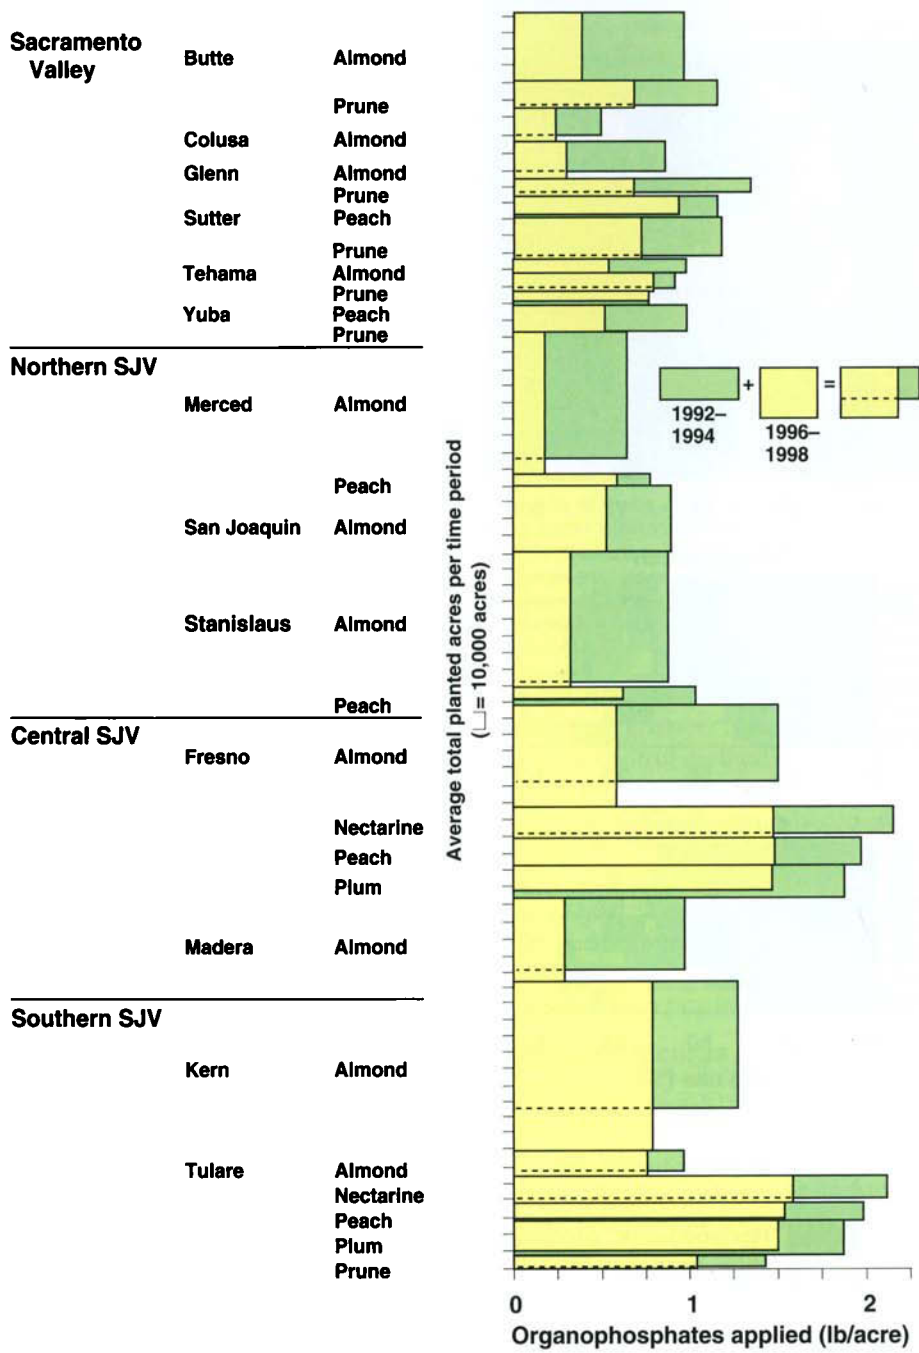 Sacramento
Valley
Butte Almond
Prune
Colusa Almond
Glenn Almond
Prune
Sutter Peach
Prune
Tehama Almond
Prune
Yuba Peach
Prune
Northern SJV
Merced Almond
Peach
San Joaquin Almond
Stanislaus Almond
Peach
Central SJV
Fresno Almond
Nectarine
Peach
Plum
Madera Almond
Southern SJV
Kern Almond
Tulare Almond
Nectarine
Peach
Plum
Prune
Average total planted acres per time period
(= 10,000 acres)
+ =
1992–
1994
1996–
1998
0 1 2
Organophosphates applied (lb/acre)